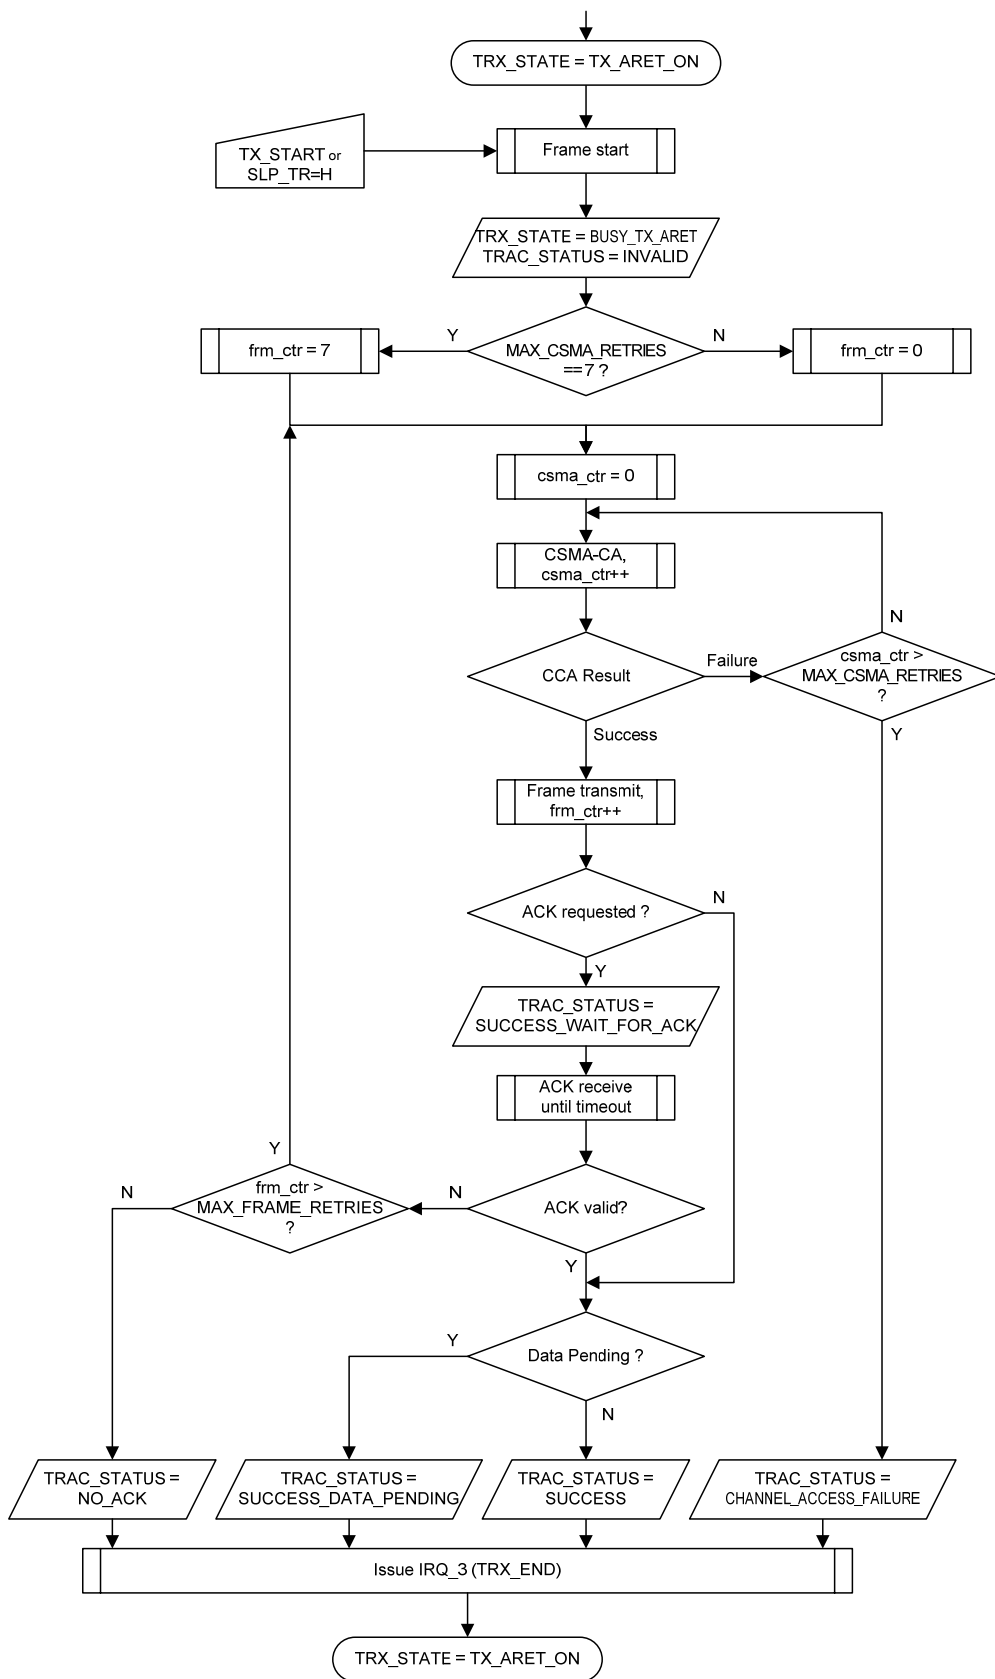 TRX_STATE = TX_ARET_ON
TX_START or
SLP_TR=H
Frame start
TRX_STATE = BUSY_TX_ARET
TRAC_STATUS = INVALID
Y
N
frm_ctr = 7
MAX_CSMA_RETRIES
==7 ?
frm_ctr = 0
csma_ctr = 0
CSMA-CA,
csma_ctr++
N
CCA Result
Failure
csma_ctr >
MAX_CSMA_RETRIES
?
Success
Y
Frame transmit,
frm_ctr++
ACK requested ?
N
Y
TRAC_STATUS =
SUCCESS_WAIT_FOR_ACK
ACK receive
until timeout
Y
N
frm_ctr >
MAX_FRAME_RETRIES
?
N
ACK valid?
Y
Y
Data Pending ?
N
TRAC_STATUS =
NO_ACK
TRAC_STATUS =
SUCCESS_DATA_PENDING
TRAC_STATUS =
SUCCESS
TRAC_STATUS =
CHANNEL_ACCESS_FAILURE
Issue IRQ_3 (TRX_END)
TRX_STATE = TX_ARET_ON